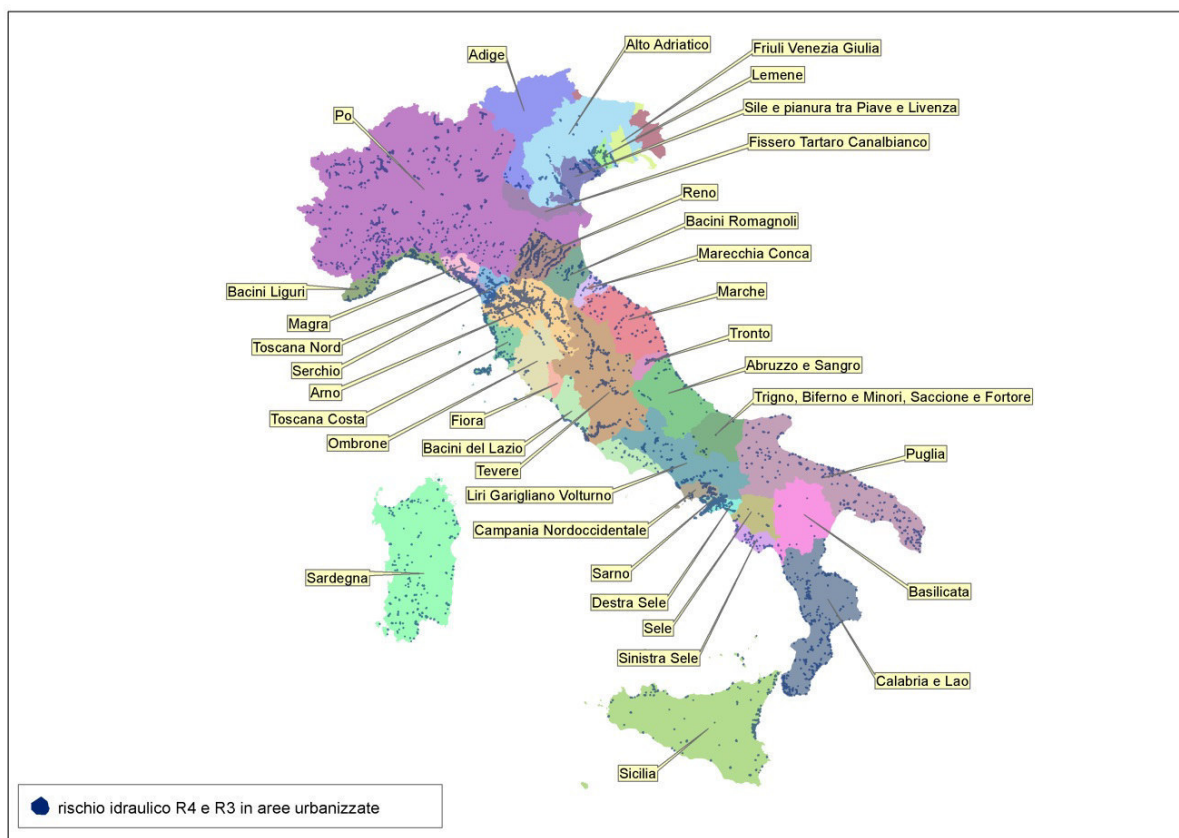 Adige
Alto Adriatico
Friuli Venezia Giulia
Lemene
Sile e pianura tra Piave e Livenza
Po
Fissero Tartaro Canalbianco
Reno
Bacini Romagnoli
Marecchia Conca
Bacini Liguri
Marche
Magra
Toscana Nord
Tronto
Serchio
Abruzzo e Sangro
Arno
Trigno, Biferno e Minori, Saccione e Fortore
Toscana Costa
Fiora
Ombrone
Bacini del Lazio
Puglia
Tevere
Liri Garigliano Volturno
Campania Nordoccidentale
Sardegna
Sarno
Basilicata
Destra Sele
Sele
Sinistra Sele
Calabria e Lao
Sicilia
rischio idraulico R4 e R3 in aree urbanizzate